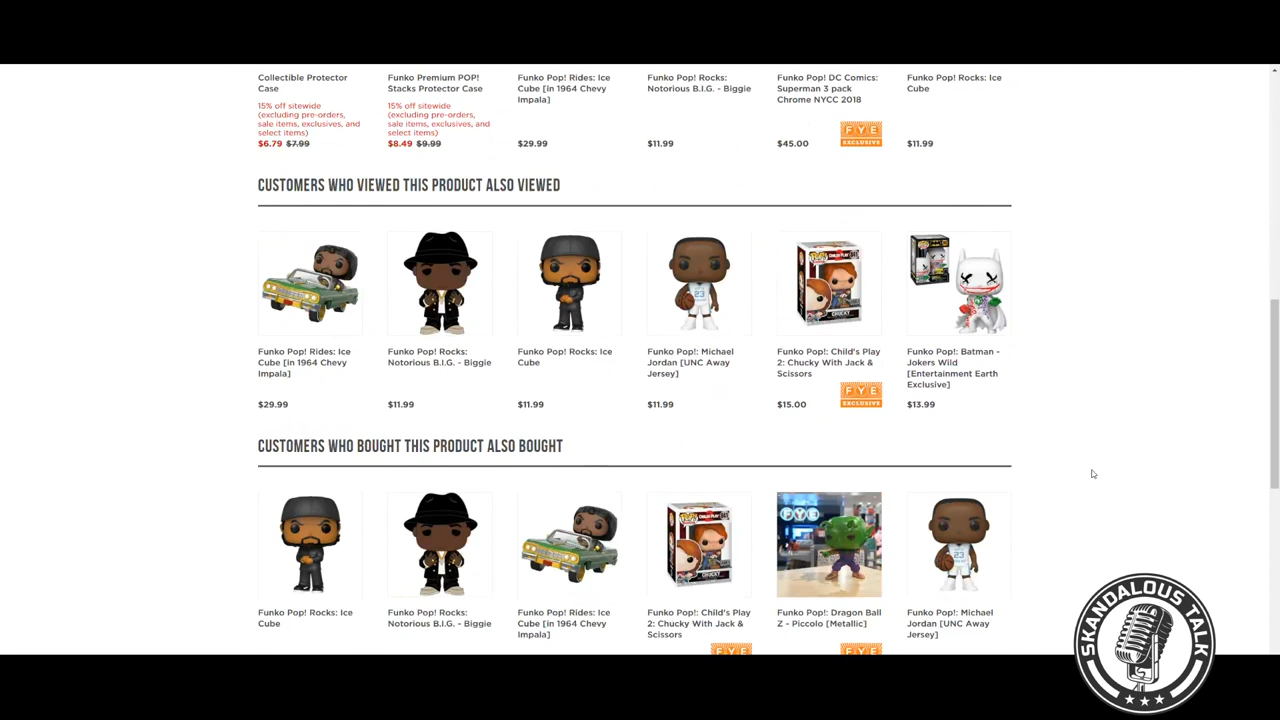 Collectible Protector
Case
15% off sitewide
(excluding pre-orders,
sale items, exclusives, and
select items)
$6.79 $7.99
Funko Premium POP!
Stacks Protector Case
15% off sitewide
(excluding pre-orders,
sale items, exclusives, and
select items)
$8.49 $9.99
Funko Pop! Rides: Ice
Cube [in 1964 Chevy
Impala]
$29.99
Funko Pop! Rocks:
Notorious B.I.G. - Biggie
$11.99
Funko Pop! DC Comics:
Superman 3 pack
Chrome NYCC 2018
$45.00
FYE
EXCLUSIVE
Funko Pop! Rocks: Ice
Cube
$11.99
CUSTOMERS WHO VIEWED THIS PRODUCT ALSO VIEWED
Funko Pop! Rides: Ice
Cube [in 1964 Chevy
Impala]
$29.99
Funko Pop! Rocks:
Notorious B.I.G. - Biggie
$11.99
Funko Pop! Rocks: Ice
Cube
$11.99
23
Funko Pop!: Michael
Jordan [UNC Away
Jersey]
$11.99
CHUCKY
Funko Pop!: Child's Play
2: Chucky With Jack &
Scissors
$15.00
FYE
EXCLUSIVE
Funko Pop!: Batman -
Jokers Wild
[Entertainment Earth
Exclusive]
$13.99
CUSTOMERS WHO BOUGHT THIS PRODUCT ALSO BOUGHT
Funko Pop! Rocks: Ice
Cube
Funko Pop! Rocks:
Notorious B.I.G. - Biggie
Funko Pop! Rides: Ice
Cube [in 1964 Chevy
Impala]
CHUCKY
Funko Pop!: Child's Play
2: Chucky With Jack &
Scissors
FYE
FYE
Funko Pop!: Dragon Ball
Z - Piccolo [Metallic]
FYE
23
Funko Pop!: Michael
Jordan [UNC Away
Jersey]
SKANDALOUS TALK